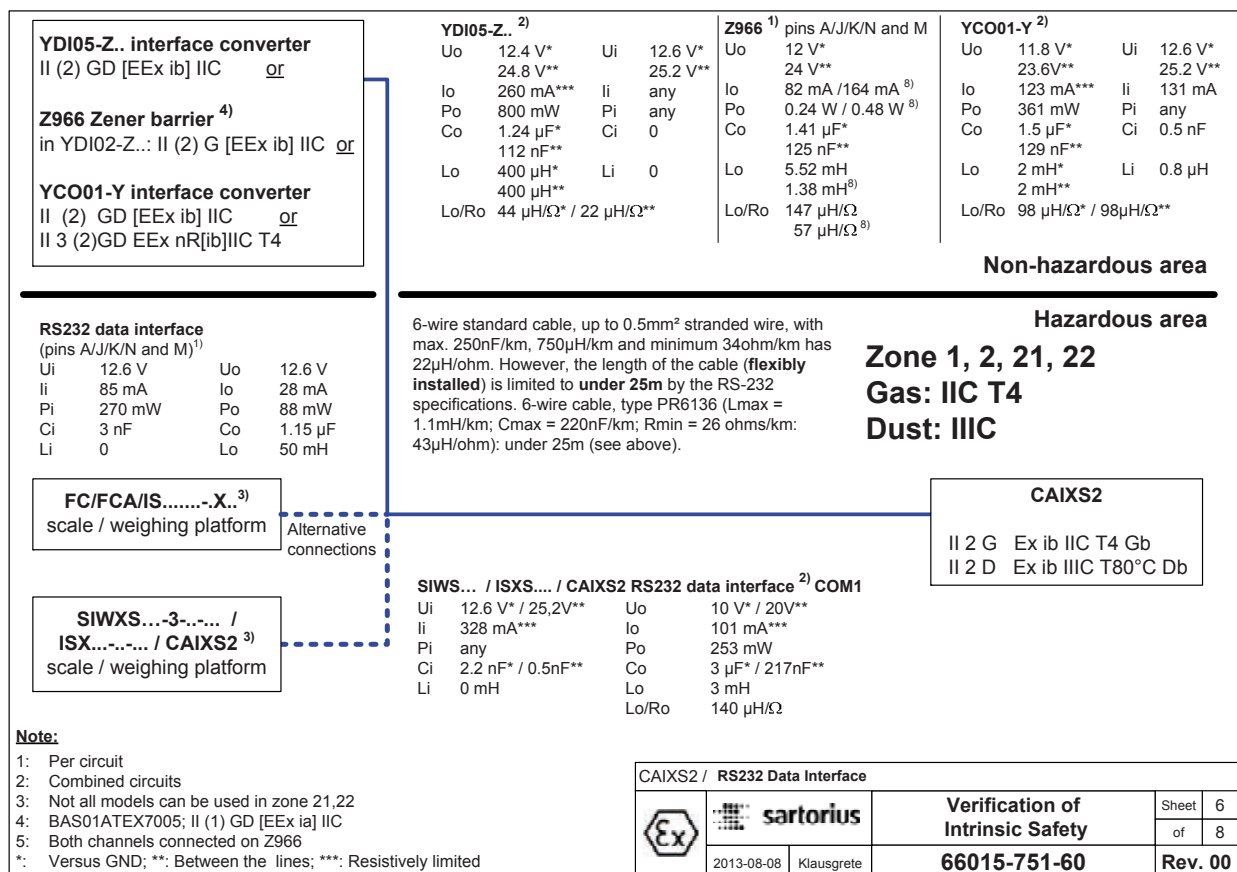 YDI05-Z.. interface converter
II (2) GD [EEx ib] IIC or
Z966 Zener barrier 4)
in YDI02-Z..: II (2) G [EEx ib] IIC or
YCO01-Y interface converter
II (2) GD [EEx ib] IIC or
II 3 (2)GD EEx nR[ib]IIC T4
YDI05-Z.. 2)
Uo 12.4 V* Ui 12.6 V*
24.8 V** 25.2 V**
Io 260 mA*** Ii any
Po 800 mW Pi any
Co 1.24 µF* Ci 0
112 nF**
Lo 400 µH* Li 0
400 µH**
Lo/Ro 44 µH/Ω* / 22 µH/Ω**
Z966 1) pins A/J/K/N and M
Uo 12 V*
24 V**
Io 82 mA /164 mA 8)
Po 0.24 W / 0.48 W 8)
Co 1.41 µF*
125 nF**
Lo 5.52 mH
1.38 mH8)
Lo/Ro 147 µH/Ω
57 µH/Ω 8)
YCO01-Y 2)
Uo 11.8 V* Ui 12.6 V*
23.6V** 25.2 V**
Io 123 mA*** Ii 131 mA
Po 361 mW Pi any
Co 1.5 µF* Ci 0.5 nF
129 nF**
Lo 2 mH* Li 0.8 µH
2 mH**
Lo/Ro 98 µH/Ω* / 98µH/Ω**
Non-hazardous area
Hazardous area
RS232 data interface
(pins A/J/K/N and M)1)
Ui 12.6 V Uo 12.6 V
Ii 85 mA Io 28 mA
Pi 270 mW Po 88 mW
Ci 3 nF Co 1.15 µF
Li 0 Lo 50 mH
6-wire standard cable, up to 0.5mm² stranded wire, with
max. 250nF/km, 750µH/km and minimum 34ohm/km has
22µH/ohm. However, the length of the cable (flexibly
installed) is limited to under 25m by the RS-232
specifications. 6-wire cable, type PR6136 (Lmax =
1.1mH/km; Cmax = 220nF/km; Rmin = 26 ohms/km:
43µH/ohm): under 25m (see above).
Zone 1, 2, 21, 22
Gas: IIC T4
Dust: IIIC
FC/FCA/IS.......-.X..3)
scale / weighing platform
Alternative
connections
SIWXS...-3-..-... /
ISX...-..-... / CAIXS2 3)
scale / weighing platform
CAIXS2
II 2 G Ex ib IIC T4 Gb
II 2 D Ex ib IIIC T80°C Db
SIWS... / ISXS.... / CAIXS2 RS232 data interface 2) COM1
Ui 12.6 V* / 25,2V** Uo 10 V* / 20V**
Ii 328 mA*** Io 101 mA***
Pi any Po 253 mW
Ci 2.2 nF* / 0.5nF** Co 3 µF* / 217nF**
Li 0 mH Lo 3 mH
Lo/Ro 140 µH/Ω
Note:
1: Per circuit
2: Combined circuits
3: Not all models can be used in zone 21,22
4: BAS01ATEX7005; II (1) GD [EEx ia] IIC
5: Both channels connected on Z966
*: Versus GND; **: Between the lines; ***: Resistively limited
CAIXS2 / RS232 Data Interface
Ex
sartorius
2013-08-08 Klausgrete
Verification of
Intrinsic Safety
66015-751-60
Sheet 6
of 8
Rev. 00